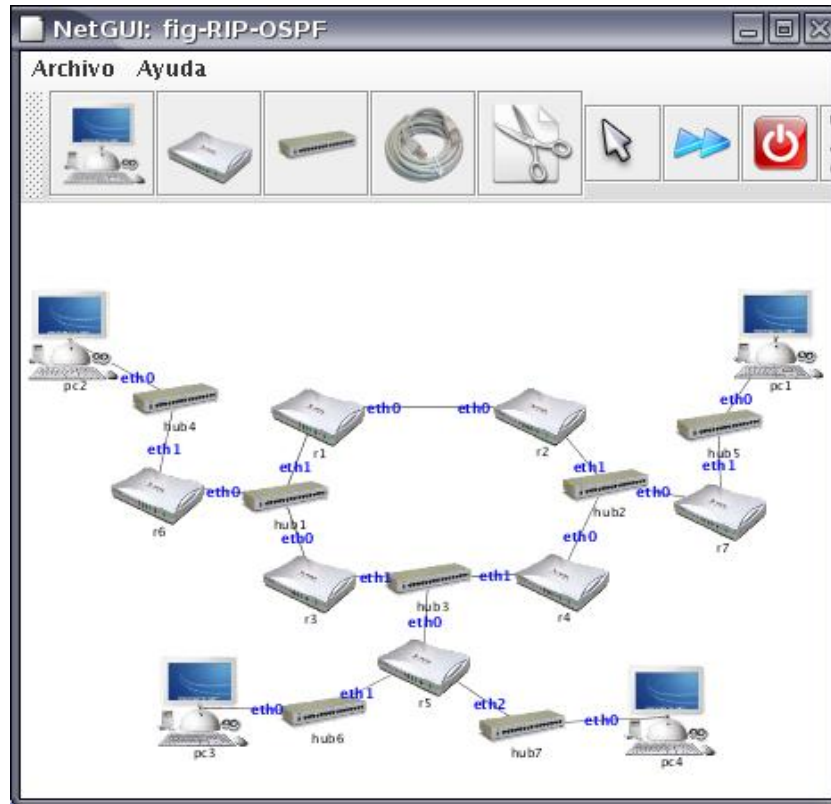 NetGUI: fig-RIP-OSPF
Archivo Ayuda
pc2
eth0
hub4
eth1
r6
eth0
hub1
eth1
r1
eth0
eth0
r2
eth1
hub2
eth0
r7
eth1
hub5
eth0
pc1
eth0
r3
eth1
hub3
eth1
r4
eth0
eth0
r5
eth1
hub6
eth0
pc3
eth2
hub7
eth0
pc4